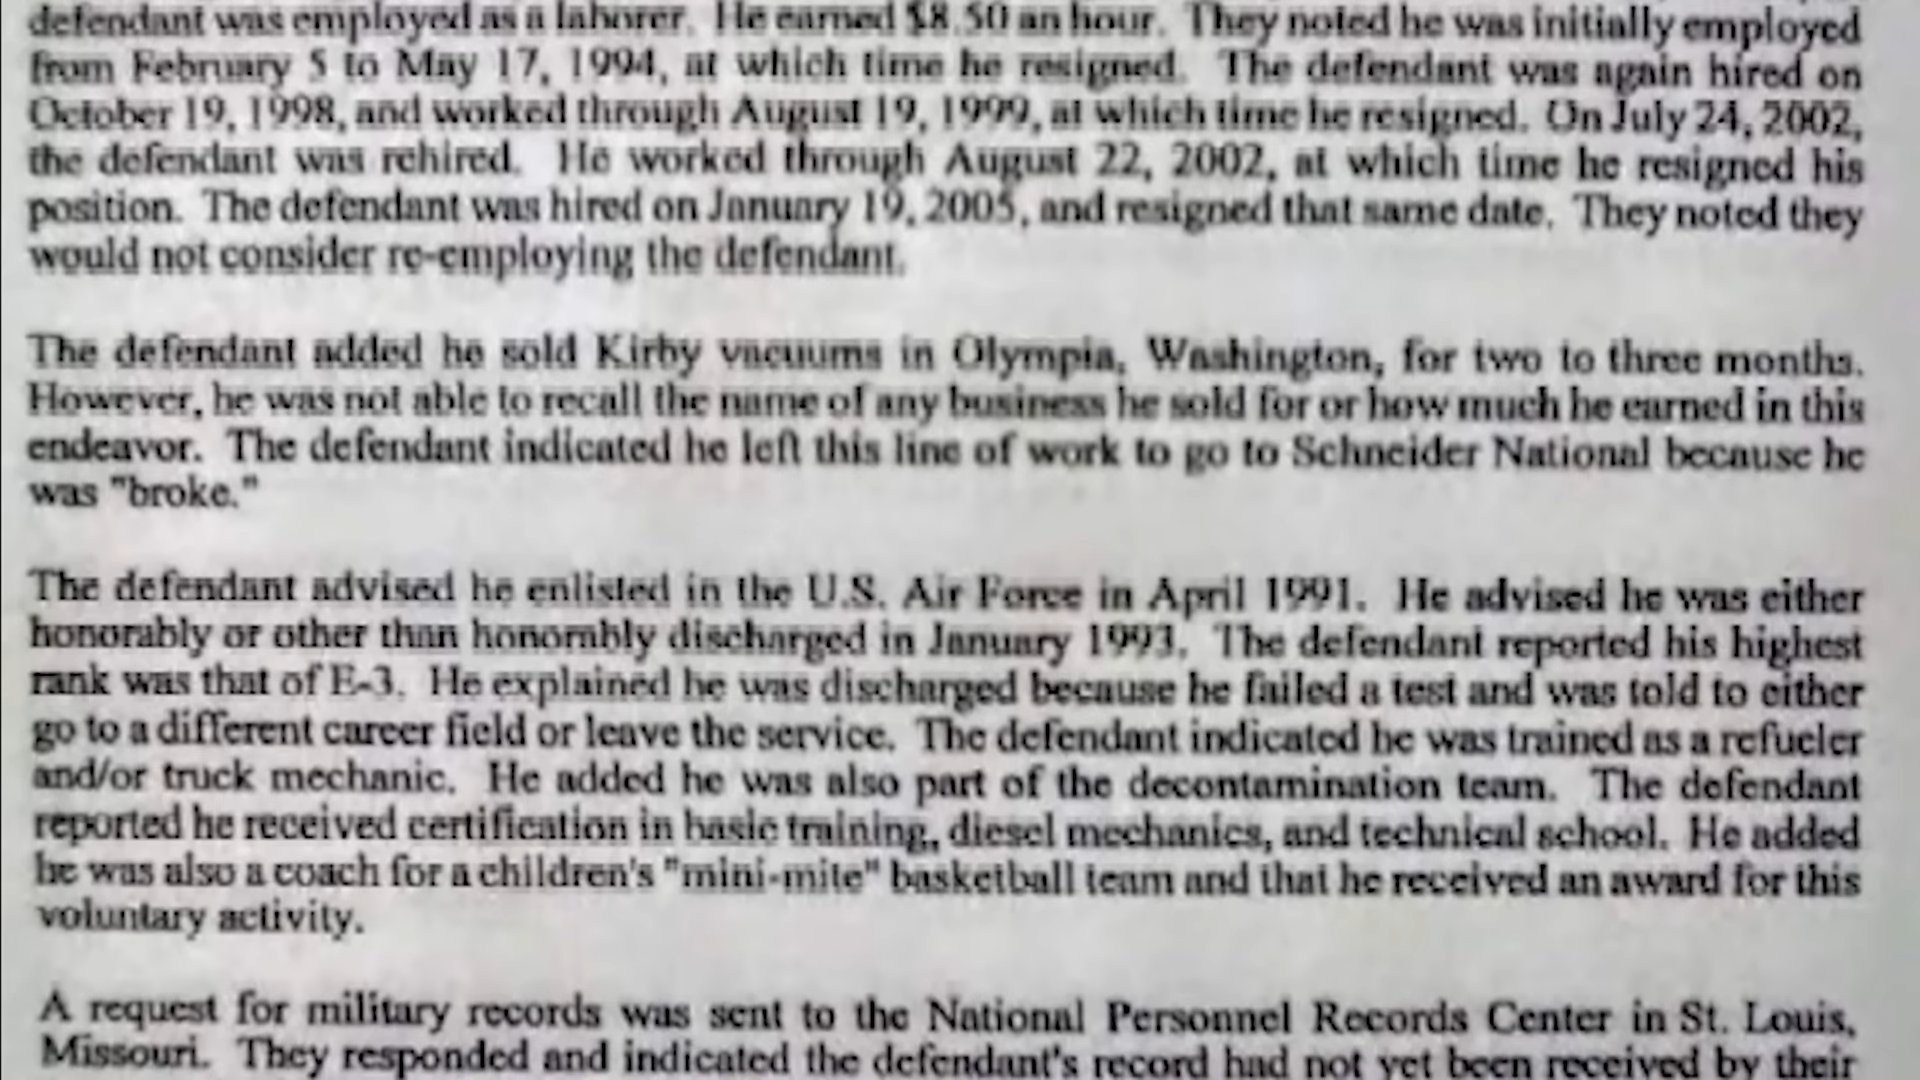 defendant was employed as a laborer. He earned $8.50 an hour. They noted he was initially employed
from February 5 to May 17, 1994, at which time he resigned. The defendant was again hired on
October 19, 1998, and worked through August 19, 1999, at which time he resigned. On July 24, 2002,
the defendant was rehired. He worked through August 22, 2002, at which time he resigned his
position. The defendant was hired on January 19, 2005, and resigned that same date. They noted they
would not consider re-employing the defendant.
The defendant added he sold Kirby vacuums in Olympia, Washington, for two to three months.
However, he was not able to recall the name of any business he sold for or how much he earned in this
endeavor. The defendant indicated he left this line of work to go to Schneider National because he
was "broke."
The defendant advised he enlisted in the U.S. Air Force in April 1991. He advised he was either
honorably or other than honorably discharged in January 1993. The defendant reported his highest
rank was that of E-3. He explained he was discharged because he failed a test and was told to either
go to a different career field or leave the service. The defendant indicated he was trained as a refueler
and/or truck mechanic. He added he was also part of the decontamination team. The defendant
reported he received certification in basic training, diesel mechanics, and technical school. He added
he was also a coach for a children's "mini-mite" basketball team and that he received an award for this
voluntary activity.
A request for military records was sent to the National Personnel Records Center in St. Louis,
Missouri. They responded and indicated the defendant's record had not yet been received by their